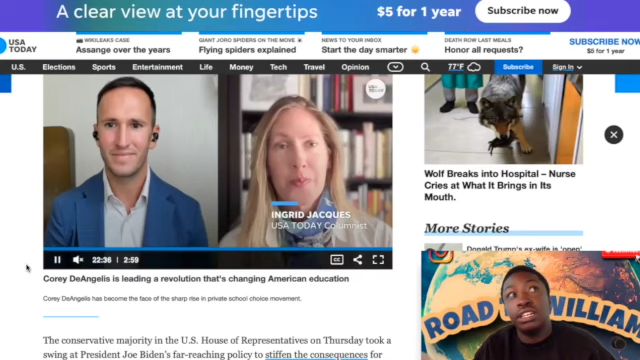 A clear view at your fingertips
$5 for 1 year
Subscribe now
USA TODAY
WIKILEAKS CASE
Assange over the years
GIANT JORO SPIDERS ON THE MOVE
Flying spiders explained
NEWS TO YOUR INBOX
Start the day smarter
DEATH ROW LAST MEALS
Honor all requests?
SUBSCRIBE NOW
$5 for 1 year
U.S. Elections Sports Entertainment Life Money Tech Travel Opinion 77°F Subscribe Sign In
USA TODAY
INGRID JACQUES
USA TODAY Columnist
22:36 2:59
CC
Corey DeAngelis is leading a revolution that's changing American education
Corey DeAngelis has become the face of the sharp rise in private school choice movement.
The conservative majority in the U.S. House of Representatives on Thursday took a
swing at President Joe Biden's far-reaching policy to stiffen the consequences for
Wolf Breaks into Hospital – Nurse
Cries at What It Brings in Its
Mouth.
More Stories
Donald Trump's ex-wife is 'open'
ROAD WILLIAM